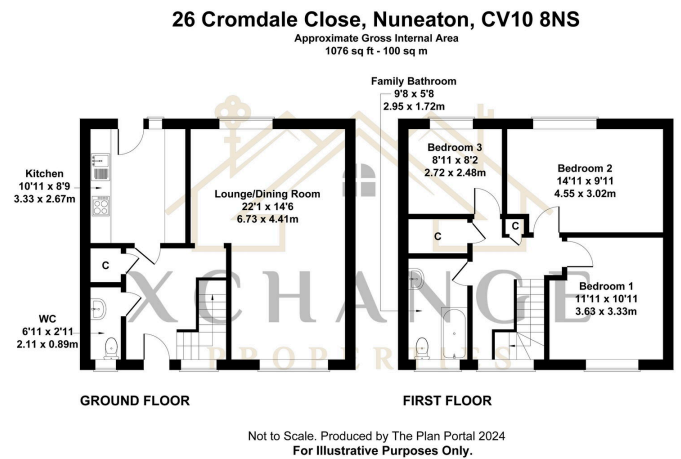 26 Cromdale Close, Nuneaton, CV10 8NS
Approximate Gross Internal Area
1076 sq ft - 100 sq m
Family Bathroom
9'8 x 5'8
2.95 x 1.72m
Kitchen
10'11 x 8'9
3.33 x 2.67m
Lounge/Dining Room
22'1 x 14'6
6.73 x 4.41m
C
WC
6'11 x 2'11
2.11 x 0.89m
Bedroom 3
8'11 x 8'2
2.72 x 2.48m
Bedroom 2
14'11 x 9'11
4.55 x 3.02m
C
C
Bedroom 1
11'11 x 10'11
3.63 x 3.33m
XCHANGE
PROPERTIES
GROUND FLOOR
FIRST FLOOR
Not to Scale. Produced by The Plan Portal 2024
For Illustrative Purposes Only.